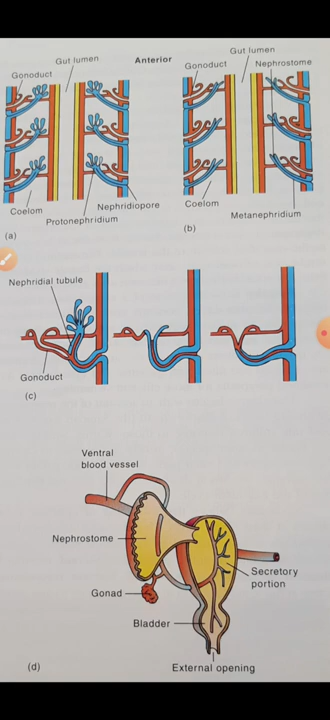 Gut lumen
Anterior
Gonoduct
Coelom
Nephridiopore
Protonephridium
(a)
Gut lumen
Gonoduct
Nephrostome
Coelom
Metanephridium
(b)
Nephridial tubule
Gonoduct
(c)
Ventral
blood vessel
Nephrostome
Secretory
portion
Gonad
Bladder
External opening
(d)